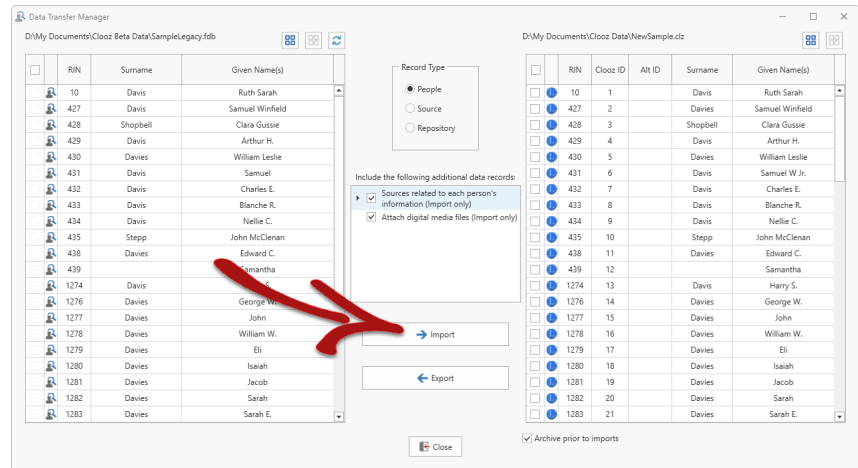 Data Transfer Manager
D:\My Documents\Clooz Beta Data\SampleLegacy.fdb
RIN Surname Given Name(s)
10 Davis Ruth Sarah
427 Davis Samuel Winfield
428 Shopbell Clara Gussie
429 Davis Arthur H.
430 Davies William Leslie
431 Davis Samuel
432 Davis Charles E.
433 Davis Blanche R.
434 Davis Nellie C.
435 Stepp John McClenan
438 Davies Edward C.
439 Samantha
1274 Davis S.
1276 Davies George W.
1277 Davies John
1278 Davies William W.
1279 Davies Eli
1280 Davies Isaiah
1281 Davies Jacob
1282 Davies Sarah
1283 Davies Sarah E.
Record Type
People
Source
Repository
Include the following additional data records:
Sources related to each person's
information (Import only)
Attach digital media files (Import only)
Import
Export
Close
D:\My Documents\Clooz Data\NewSample.clz
RIN Clooz ID Alt ID Surname Given Name(s)
10 1 Davis Ruth Sarah
427 2 Davies Samuel Winfield
428 3 Shopbell Clara Gussie
429 4 Davis Arthur H.
430 5 Davies William Leslie
431 6 Davis Samuel W Jr.
432 7 Davis Charles E.
433 8 Davis Blanche R.
434 9 Davis Nellie C.
435 10 Stepp John McClenan
438 11 Davies Edward C.
439 12 Samantha
1274 13 Davis Harry S.
1276 14 Davies George W.
1277 15 Davies John
1278 16 Davies William W.
1279 17 Davies Eli
1280 18 Davies Isaiah
1281 19 Davies Jacob
1282 20 Davies Sarah
1283 21 Davies Sarah E.
Archive prior to imports